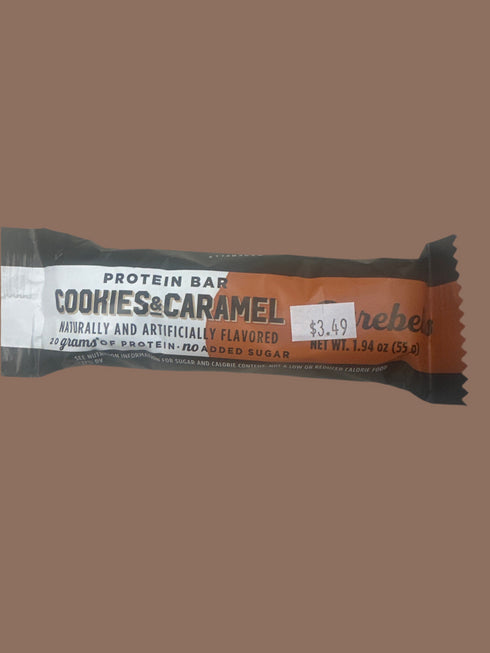 PROTEIN BAR
COOKIES&CARAMEL
NATURALLY AND ARTIFICIALLY FLAVORED
20 grams OF PROTEIN · no ADDED SUGAR
SEE NUTRITION INFORMATION FOR SUGAR AND CALORIE CONTENT. NOT A LOW OR REDUCED CALORIE FOOD
$3.49
rebe
NET WT. 1.94 oz (55 g)